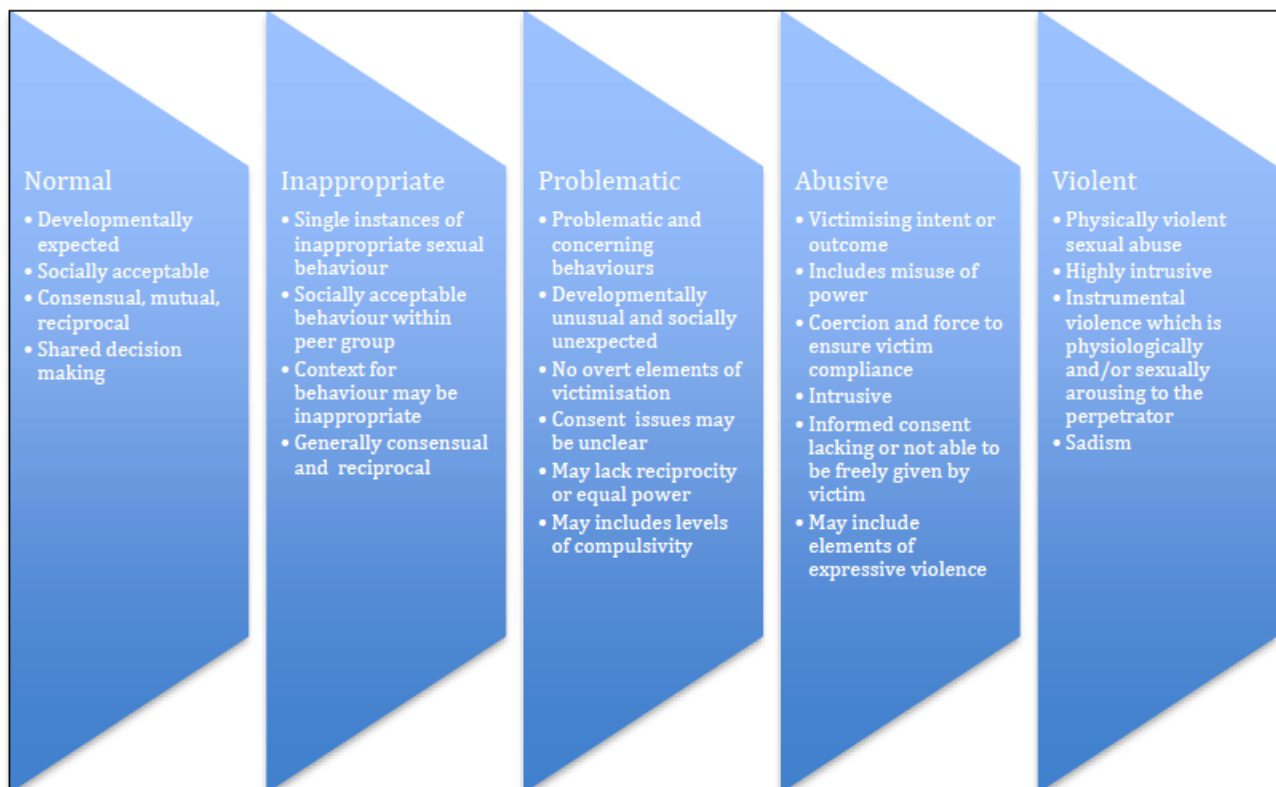 Normal
• Developmentally
expected
• Socially acceptable
• Consensual, mutual,
reciprocal
• Shared decision
making
Inappropriate
• Single instances of
inappropriate sexual
behaviour
• Socially acceptable
behaviour within
peer group
• Context for
behaviour may be
inappropriate
• Generally consensual
and reciprocal
Problematic
• Problematic and
concerning
behaviours
• Developmentally
unusual and socially
unexpected
• No overt elements of
victimisation
• Consent issues may
be unclear
• May lack reciprocity
or equal power
• May includes levels
of compulsivity
Abusive
• Victimising intent or
outcome
• Includes misuse of
power
• Coercion and force to
ensure victim
compliance
• Intrusive
• Informed consent
lacking or not able to
be freely given by
victim
• May include
elements of
expressive violence
Violent
• Physically violent
sexual abuse
• Highly intrusive
• Instrumental
violence which is
physiologically
and/or sexually
arousing to the
perpetrator
• Sadism